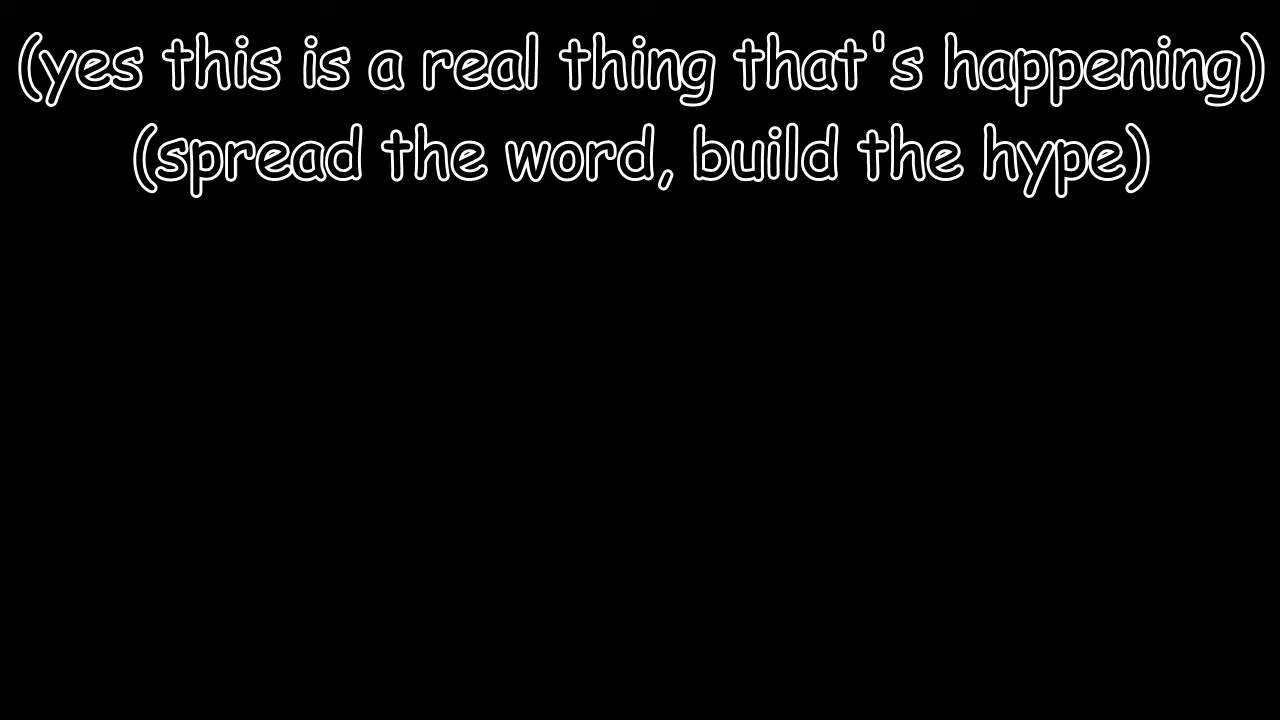 (yes this is a real thing that's happening)
(spread the word, build the hype)